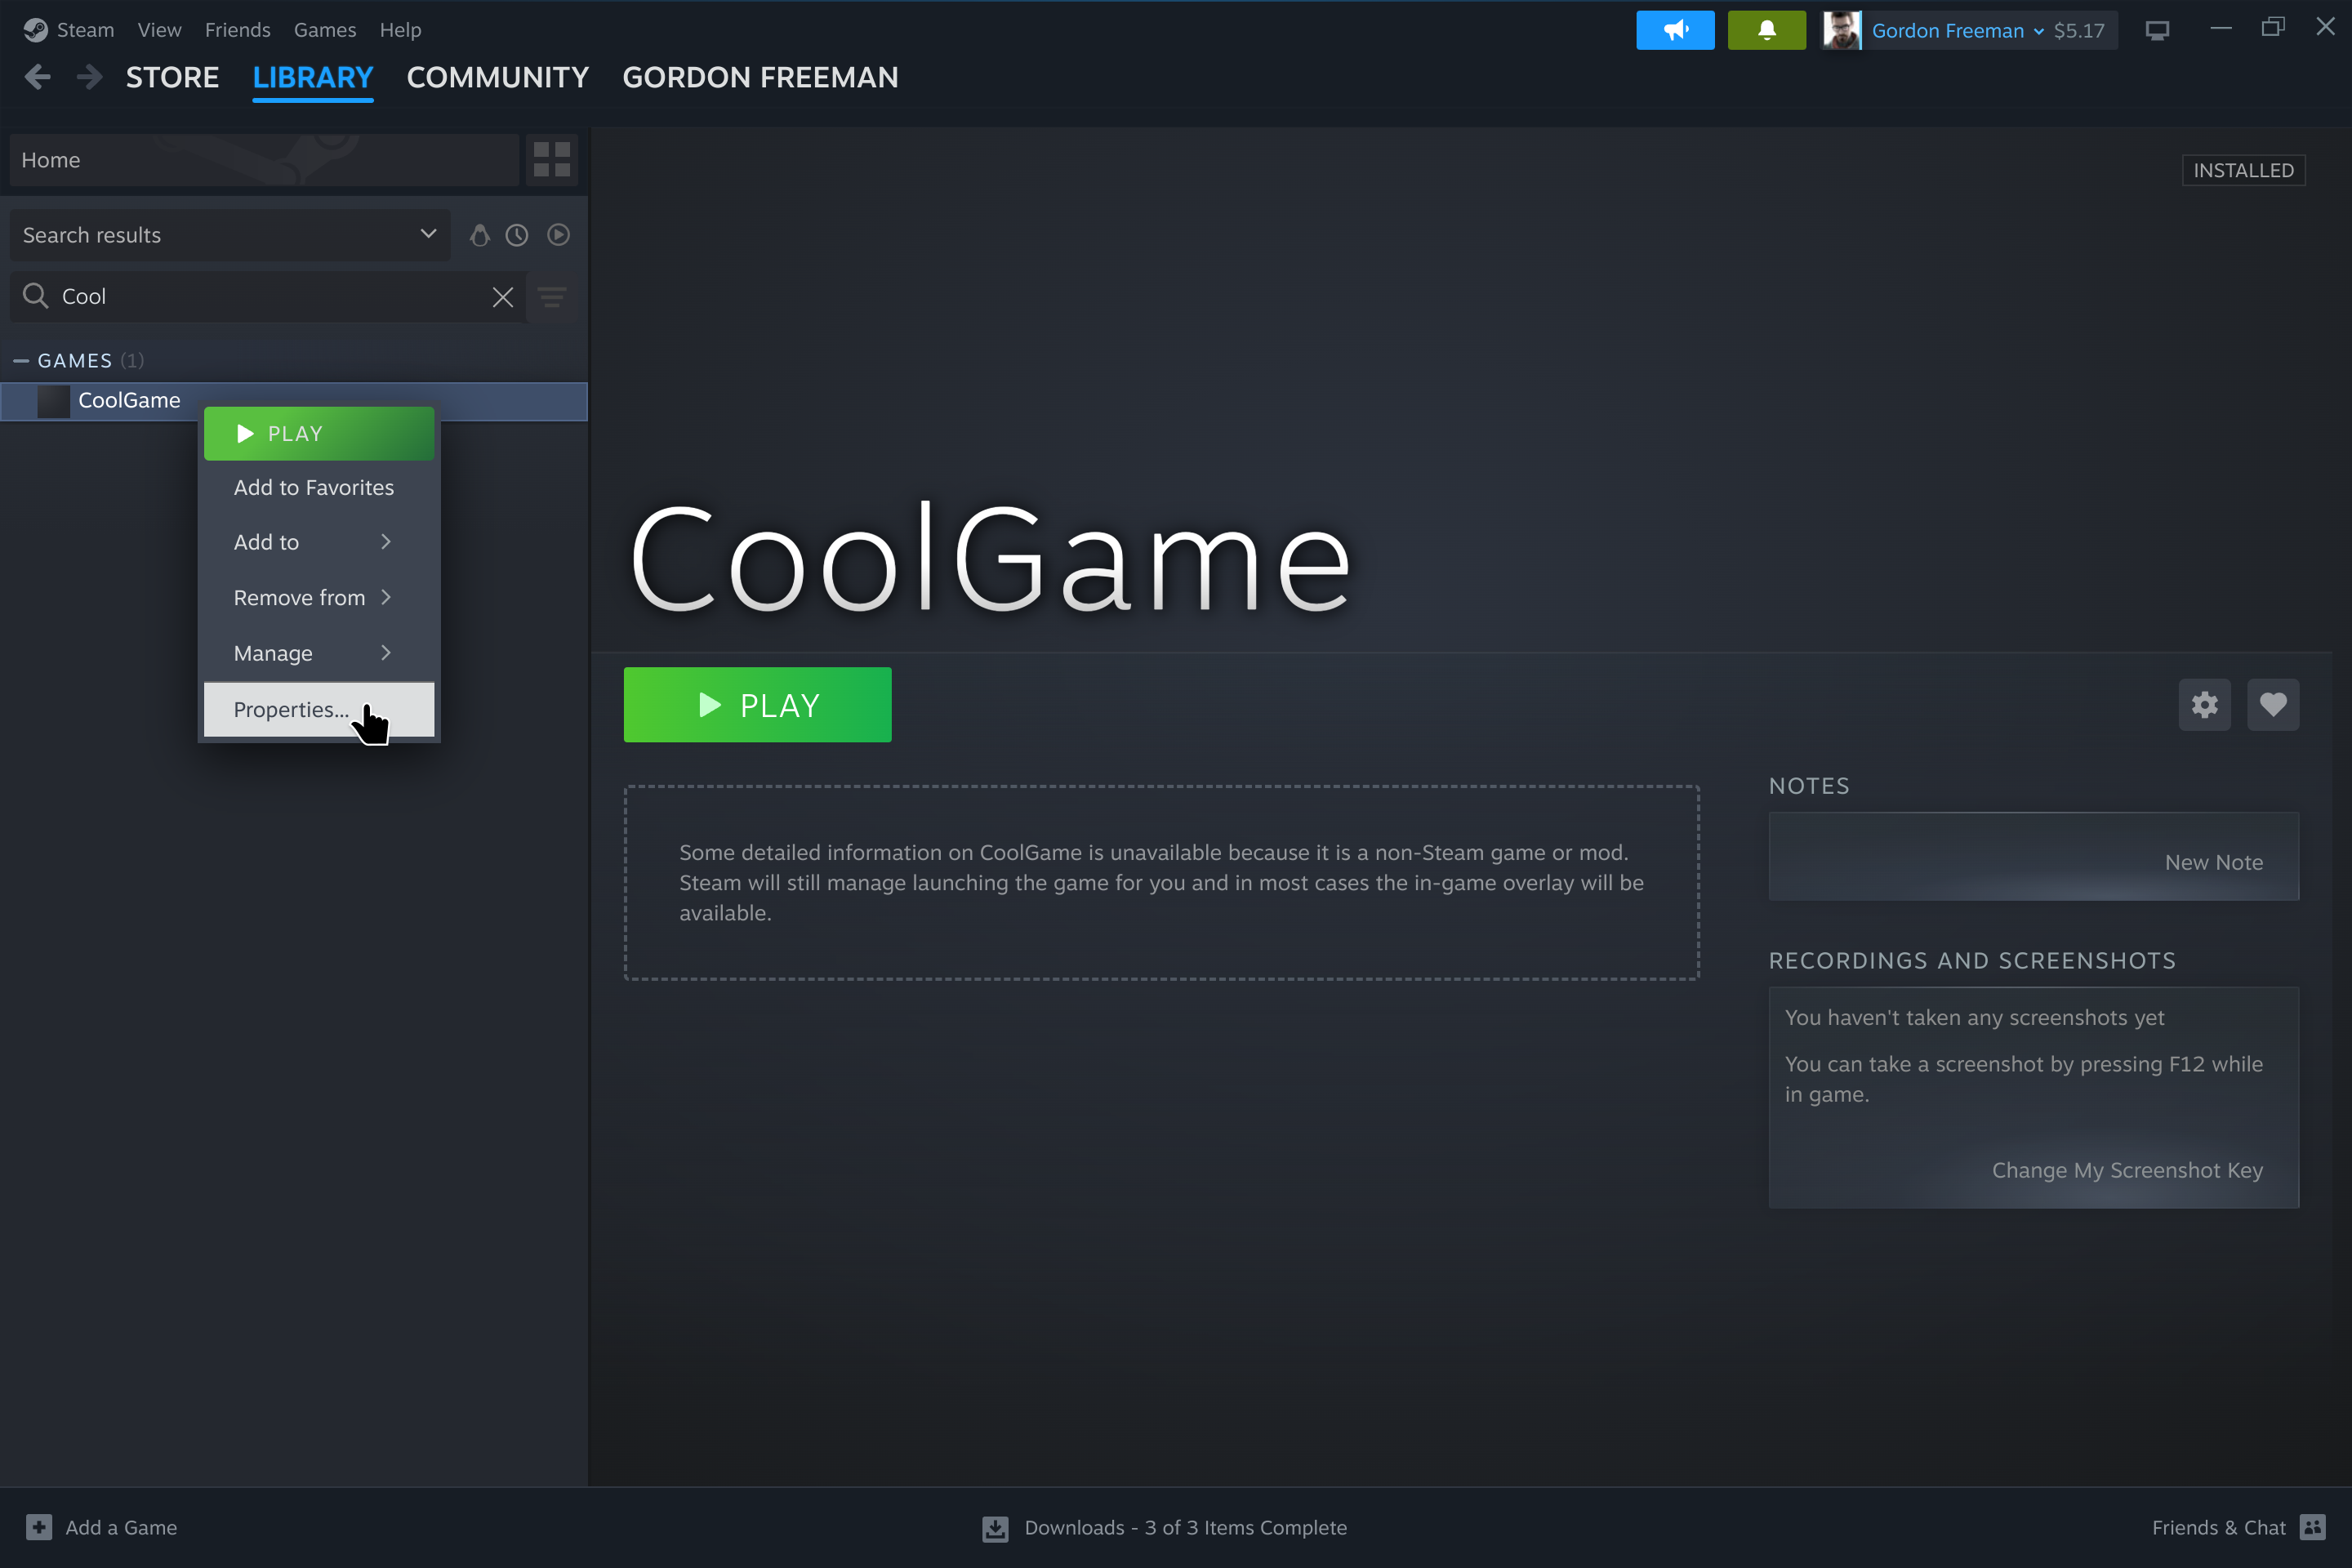 Steam View Friends Games Help
Gordon Freeman $5.17
STORE LIBRARY COMMUNITY GORDON FREEMAN
Home
INSTALLED
Search results
Cool
GAMES (1)
CoolGame
PLAY
Add to Favorites
Add to
Remove from
Manage
Properties...
CoolGame
PLAY
Some detailed information on CoolGame is unavailable because it is a non-Steam game or mod.
Steam will still manage launching the game for you and in most cases the in-game overlay will be
available.
NOTES
New Note
RECORDINGS AND SCREENSHOTS
You haven't taken any screenshots yet
You can take a screenshot by pressing F12 while
in game.
Change My Screenshot Key
Add a Game
Downloads - 3 of 3 Items Complete
Friends & Chat